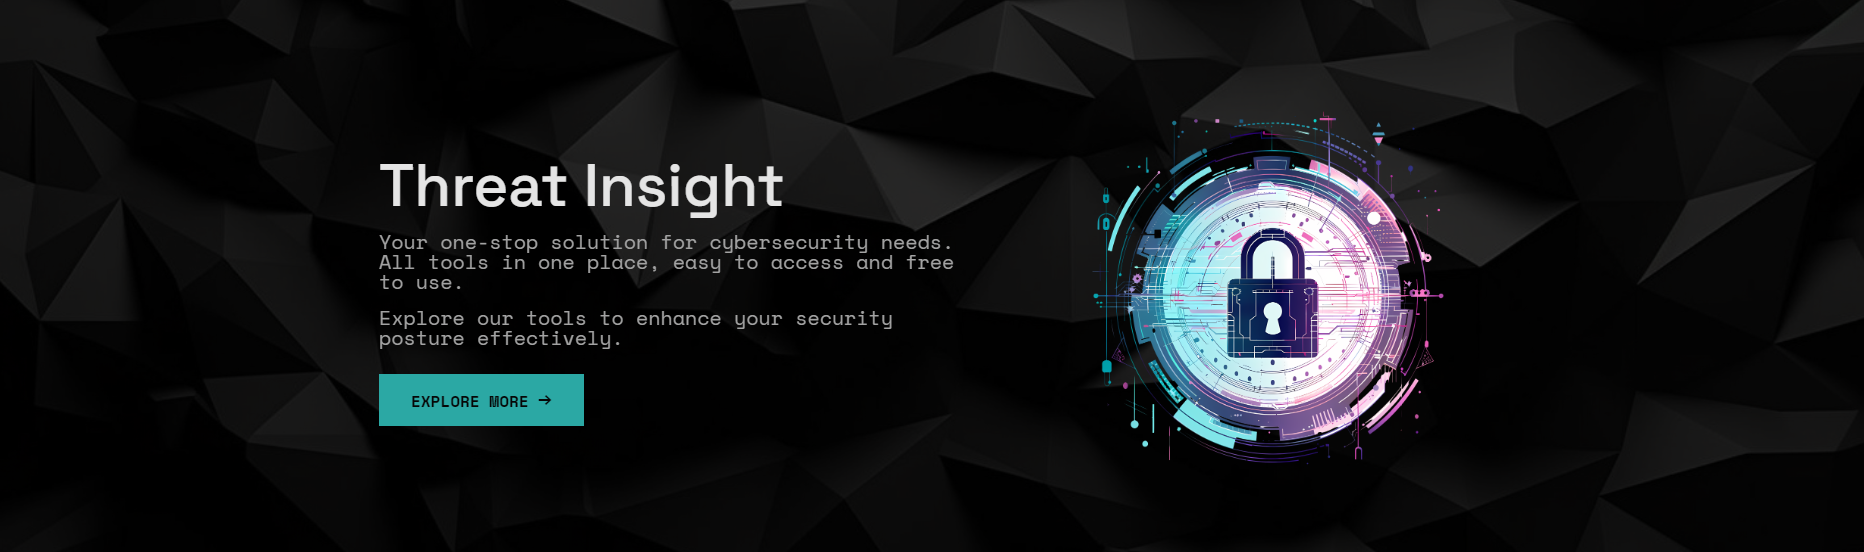 Threat Insight
Your one-stop solution for cybersecurity needs.
All tools in one place, easy to access and free
to use.
Explore our tools to enhance your security
posture effectively.
EXPLORE MORE →